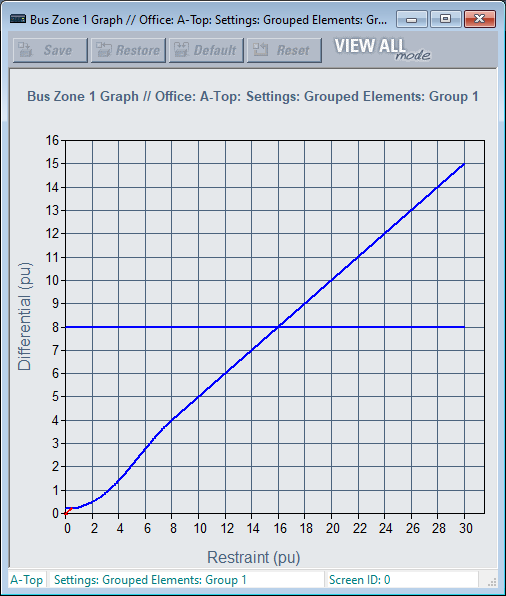 Bus Zone 1 Graph // Office: A-Top: Settings: Grouped Elements: Gr...
Save Restore Default Reset VIEW ALL mode
Bus Zone 1 Graph // Office: A-Top: Settings: Grouped Elements: Group 1
16
15
14
13
12
11
10
9
8
7
6
5
4
3
2
1
0
Differential (pu)
0 2 4 6 8 10 12 14 16 18 20 22 24 26 28 30
Restraint (pu)
A-Top Settings: Grouped Elements: Group 1 Screen ID: 0